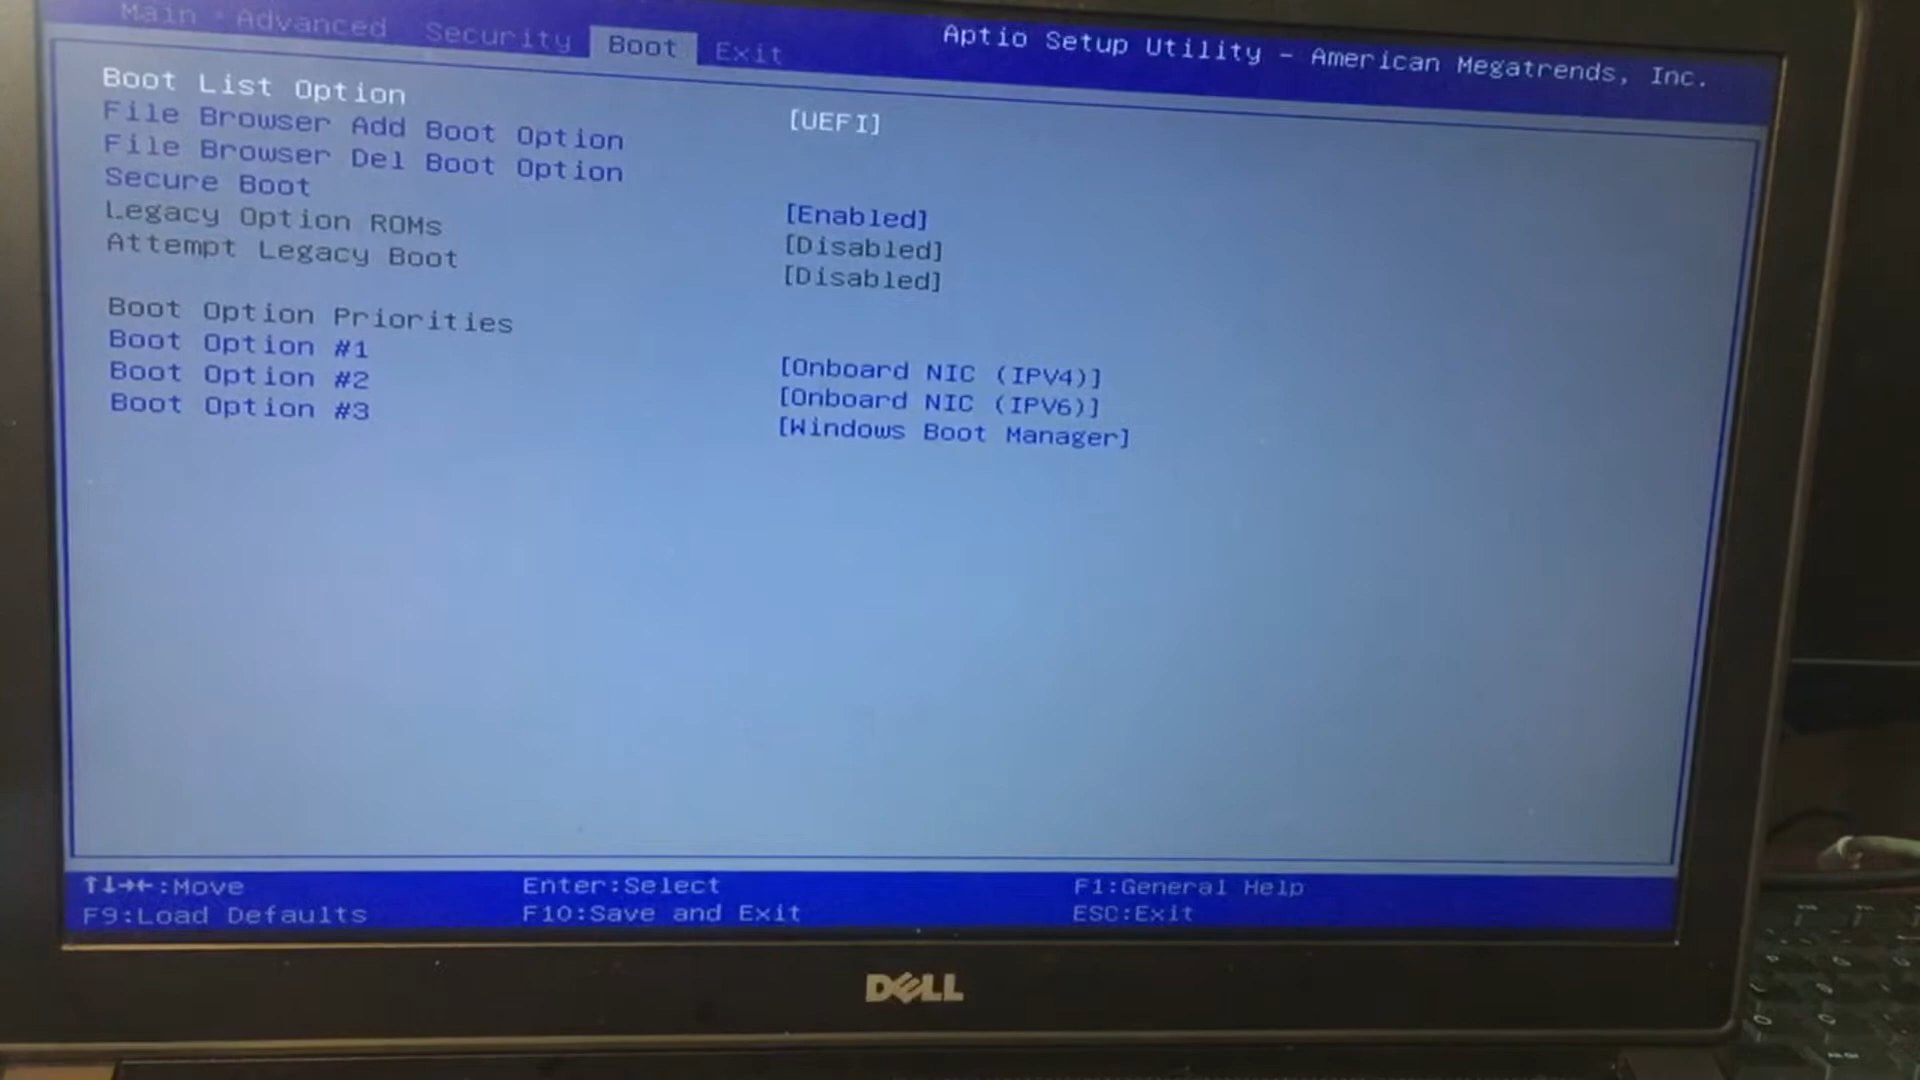 Aptio Setup Utility - American Megatrends, Inc.
Main Advanced Security Boot Exit
Boot List Option [UEFI]
File Browser Add Boot Option
File Browser Del Boot Option
Secure Boot [Enabled]
Legacy Option ROMs [Disabled]
Attempt Legacy Boot [Disabled]
Boot Option Priorities
Boot Option #1 [Onboard NIC (IPV4)]
Boot Option #2 [Onboard NIC (IPV6)]
Boot Option #3 [Windows Boot Manager]
↑↓→←:Move Enter:Select F1:General Help
F9:Load Defaults F10:Save and Exit ESC:Exit
DELL